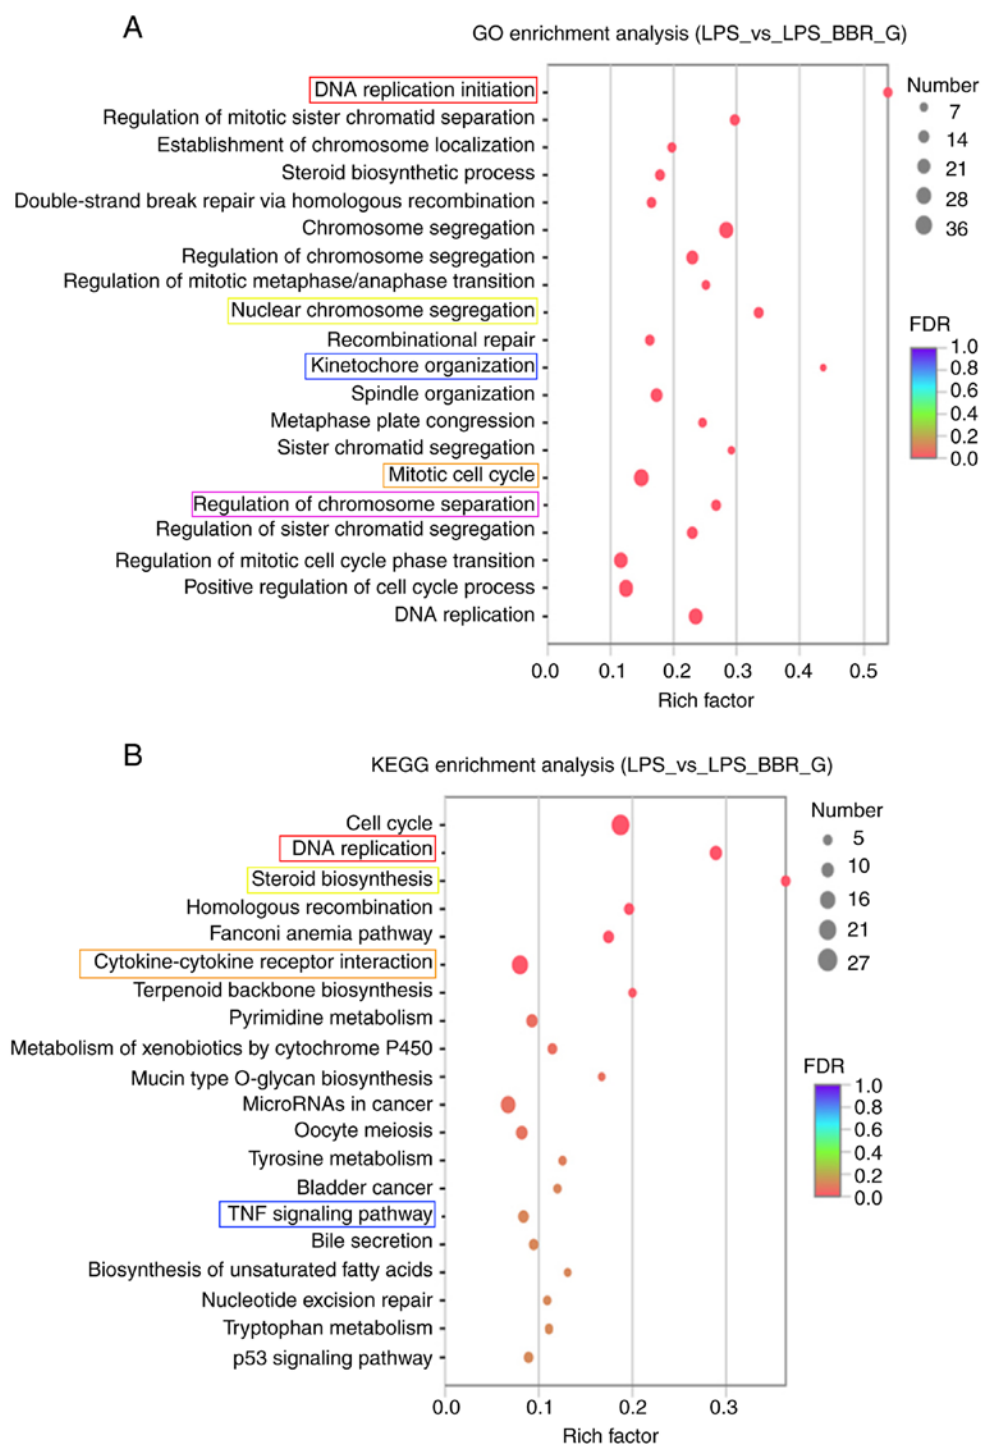 A
GO enrichment analysis (LPS_vs_LPS_BBR_G)
DNA replication initiation
Regulation of mitotic sister chromatid separation
Establishment of chromosome localization
Steroid biosynthetic process
Double-strand break repair via homologous recombination
Chromosome segregation
Regulation of chromosome segregation
Regulation of mitotic metaphase/anaphase transition
Nuclear chromosome segregation
Recombinational repair
Kinetochore organization
Spindle organization
Metaphase plate congression
Sister chromatid segregation
Mitotic cell cycle
Regulation of chromosome separation
Regulation of sister chromatid segregation
Regulation of mitotic cell cycle phase transition
Positive regulation of cell cycle process
DNA replication
0.0 0.1 0.2 0.3 0.4 0.5
Rich factor
Number
7
14
21
28
36
FDR
1.0
0.8
0.6
0.4
0.2
0.0
B
KEGG enrichment analysis (LPS_vs_LPS_BBR_G)
Cell cycle
DNA replication
Steroid biosynthesis
Homologous recombination
Fanconi anemia pathway
Cytokine-cytokine receptor interaction
Terpenoid backbone biosynthesis
Pyrimidine metabolism
Metabolism of xenobiotics by cytochrome P450
Mucin type O-glycan biosynthesis
MicroRNAs in cancer
Oocyte meiosis
Tyrosine metabolism
Bladder cancer
TNF signaling pathway
Bile secretion
Biosynthesis of unsaturated fatty acids
Nucleotide excision repair
Tryptophan metabolism
p53 signaling pathway
0.0 0.1 0.2 0.3
Rich factor
Number
5
10
16
21
27
FDR
1.0
0.8
0.6
0.4
0.2
0.0